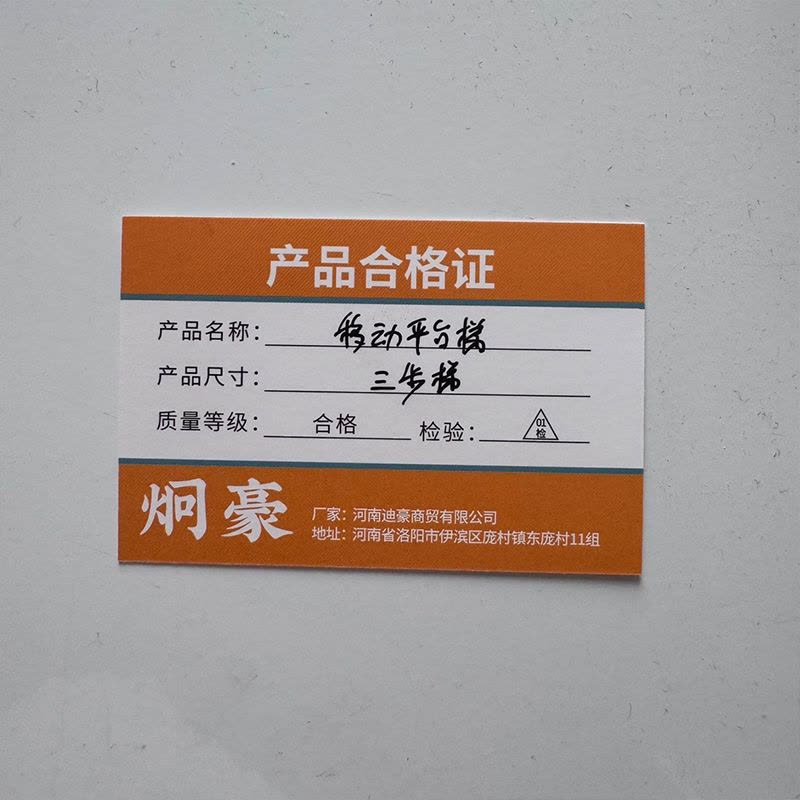 产品合格证
产品名称：移动平台梯
产品尺寸：三步梯
质量等级：合格 检验：01检
炯豪
厂家：河南迪豪商贸有限公司
地址：河南省洛阳市伊滨区庞村镇东庞村11组